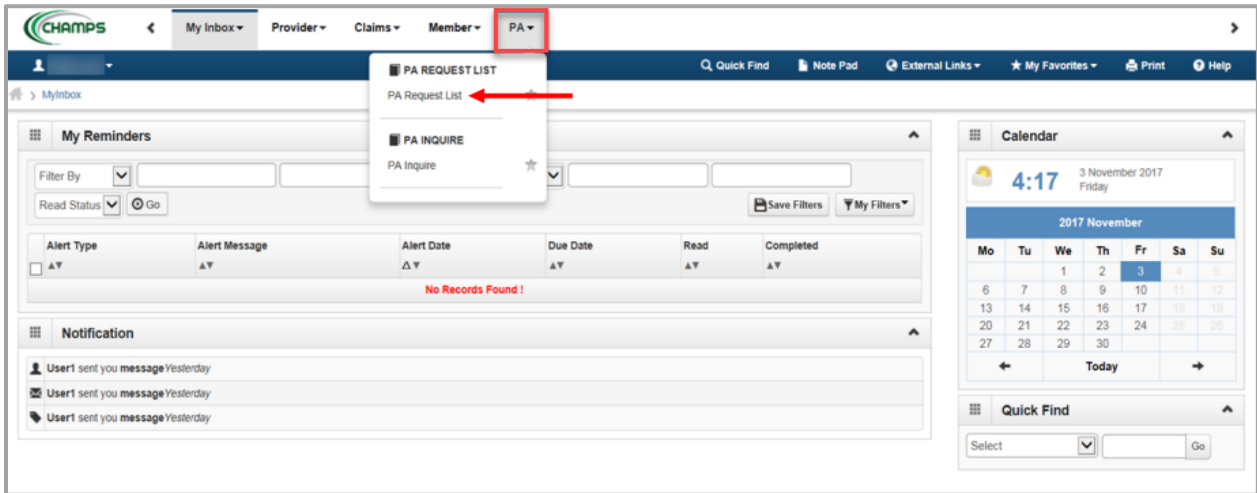 CHAMPS My Inbox Provider Claims Member PA
Quick Find Note Pad External Links My Favorites Print Help
MyInbox
PA REQUEST LIST
PA Request List
PA INQUIRE
PA Inquire
My Reminders
Filter By
Read Status Go Save Filters My Filters
Alert Type Alert Message Alert Date Due Date Read Completed
No Records Found !
Notification
User1 sent you message Yesterday
User1 sent you message Yesterday
User1 sent you message Yesterday
Calendar
4:17 3 November 2017
Friday
2017 November
Mo Tu We Th Fr Sa Su
1 2 3 4 5
6 7 8 9 10 11 12
13 14 15 16 17 18 19
20 21 22 23 24 25 26
27 28 29 30
Today
Quick Find
Select Go